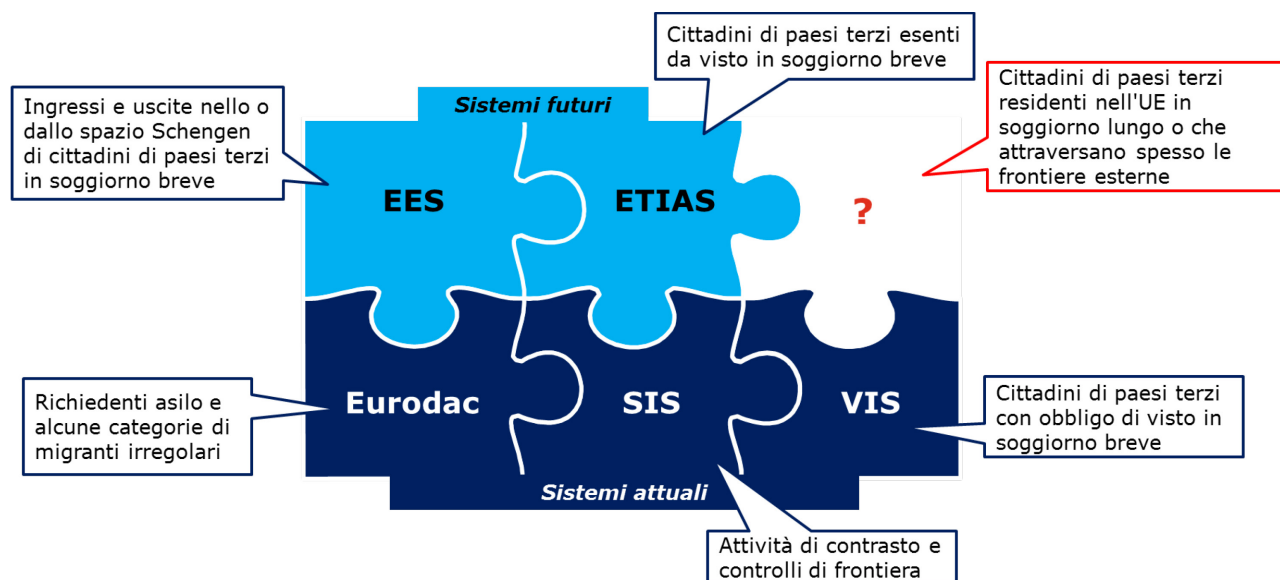 Cittadini di paesi terzi esenti
da visto in soggiorno breve
Ingressi e uscite nello o
dallo spazio Schengen
di cittadini di paesi terzi
in soggiorno breve
Sistemi futuri
Cittadini di paesi terzi
residenti nell'UE in
soggiorno lungo o che
attraversano spesso le
frontiere esterne
EES
ETIAS
?
Richiedenti asilo e
alcune categorie di
migranti irregolari
Eurodac
SIS
VIS
Cittadini di paesi terzi
con obbligo di visto in
soggiorno breve
Sistemi attuali
Attività di contrasto e
controlli di frontiera